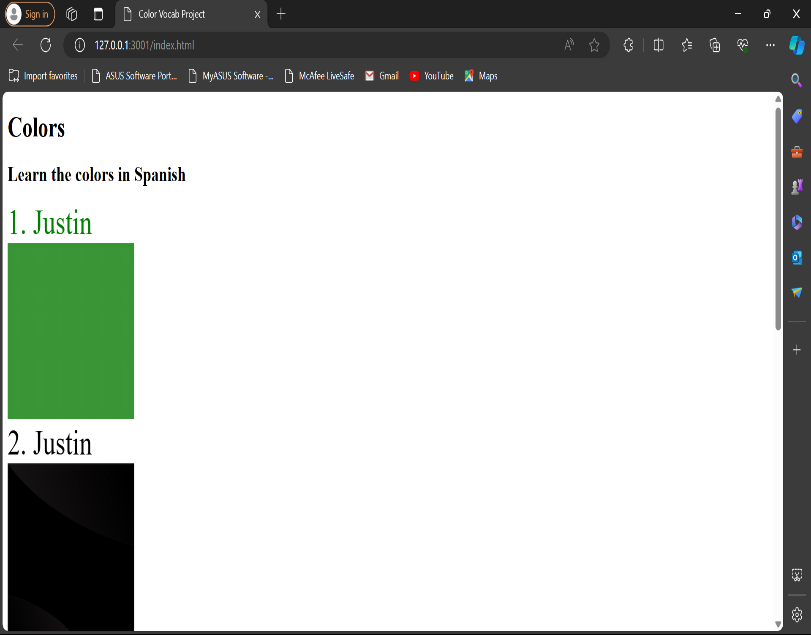 Sign in
Color Vocab Project
127.0.0.1:3001/index.html
Import favorites
ASUS Software Port...
MyASUS Software -...
McAfee LiveSafe
Gmail
YouTube
Maps
Colors
Learn the colors in Spanish
1. Justin
2. Justin